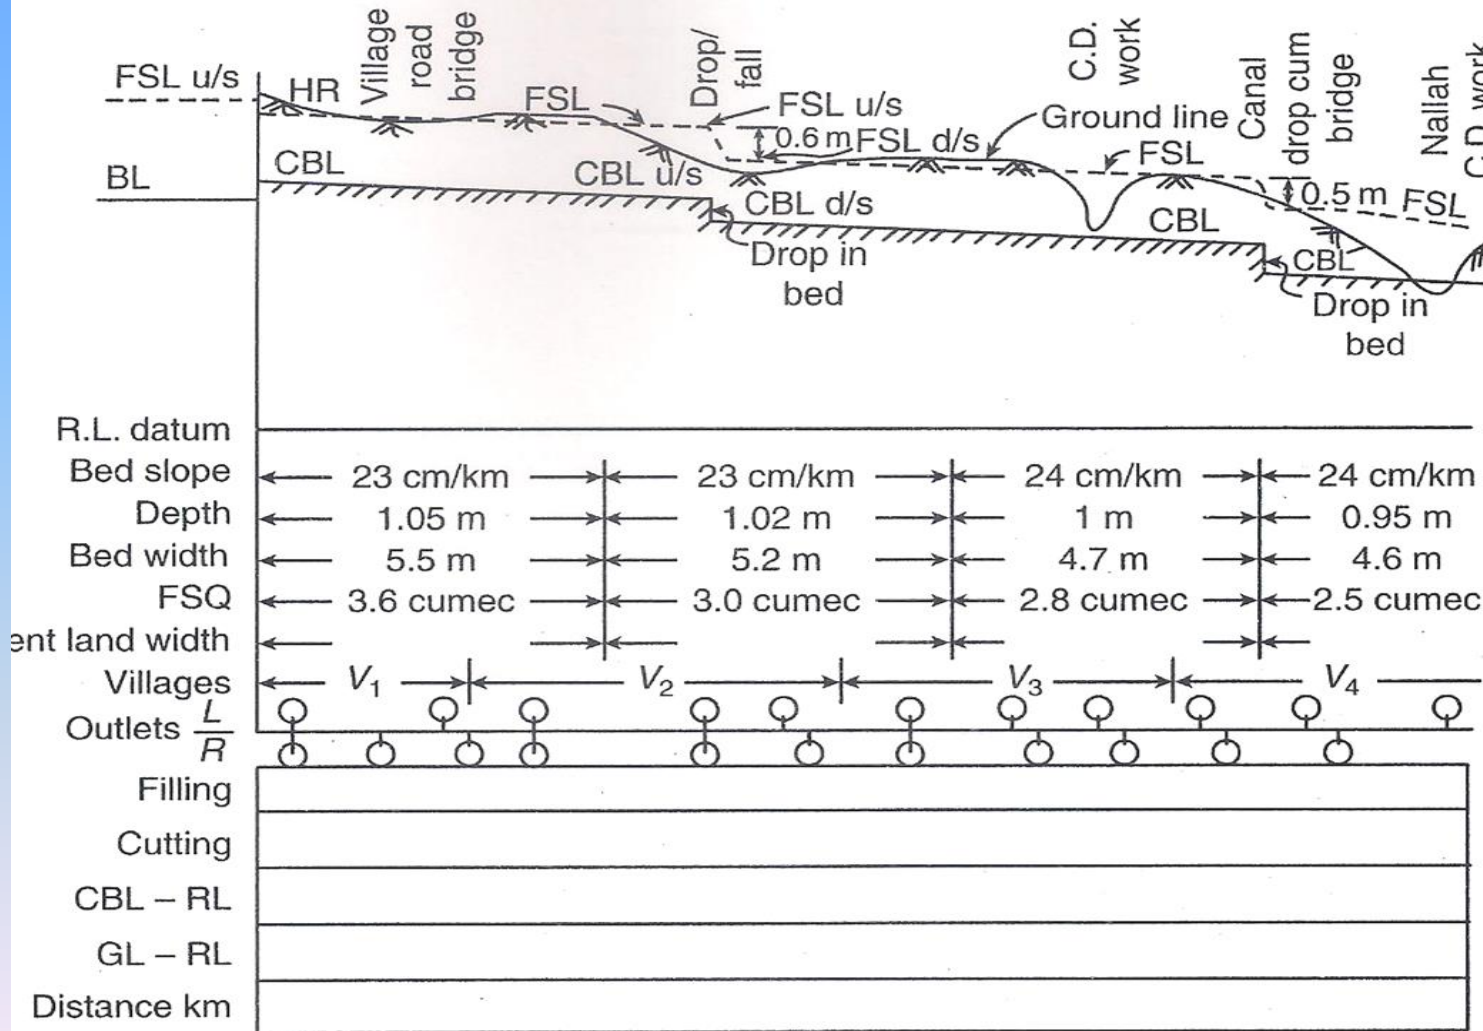 Village road bridge
Drop/ fall
C.D. work
Canal drop cum bridge
Nallah C.D. work
FSL u/s
HR
FSL
FSL u/s
0.6 m
FSL d/s
Ground line
FSL
BL
CBL
CBL u/s
CBL d/s
CBL
0.5 m
FSL
Drop in
bed
CBL
Drop in
bed
R.L. datum
Bed slope 23 cm/km 23 cm/km 24 cm/km 24 cm/km
Depth 1.05 m 1.02 m 1 m 0.95 m
Bed width 5.5 m 5.2 m 4.7 m 4.6 m
FSQ 3.6 cumec 3.0 cumec 2.8 cumec 2.5 cumec
ent land width
Villages V1 V2 V3 V4
Outlets L/R
Filling
Cutting
CBL – RL
GL – RL
Distance km